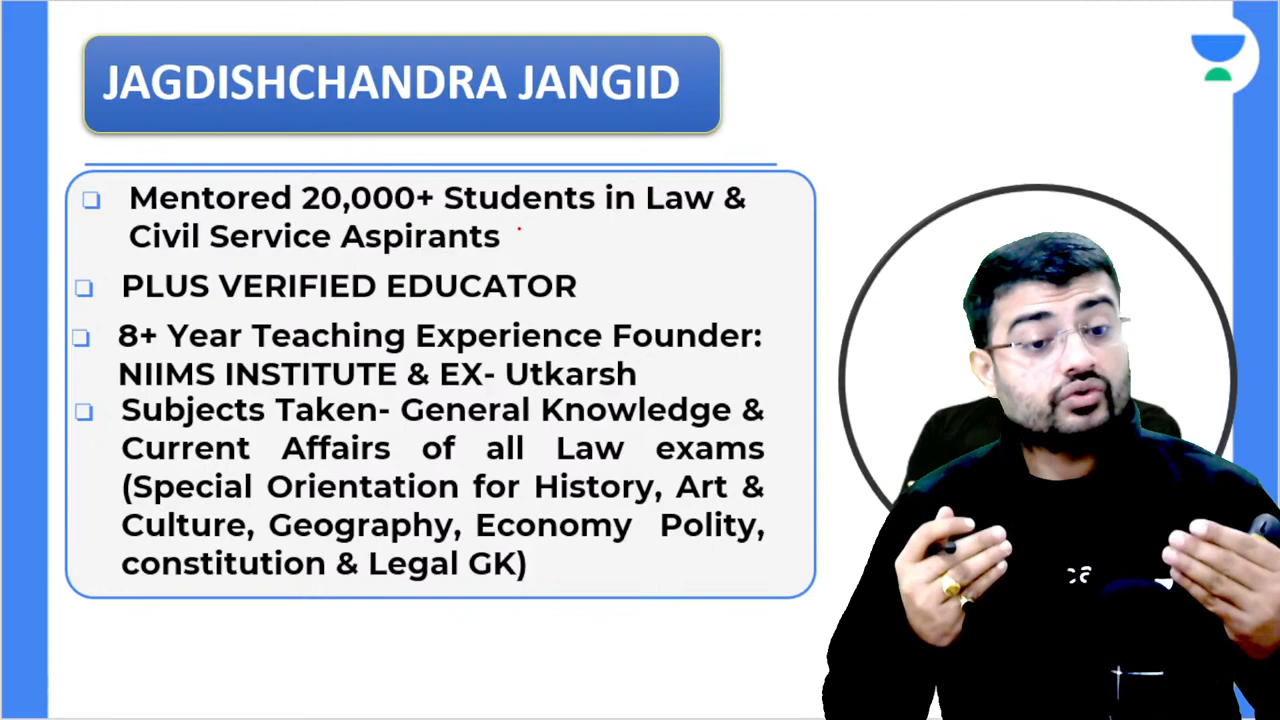 JAGDISHCHANDRA JANGID
Mentored 20,000+ Students in Law &
Civil Service Aspirants
PLUS VERIFIED EDUCATOR
8+ Year Teaching Experience Founder:
NIIMS INSTITUTE & EX- Utkarsh
Subjects Taken- General Knowledge &
Current Affairs of all Law exams
(Special Orientation for History, Art &
Culture, Geography, Economy Polity,
constitution & Legal GK)